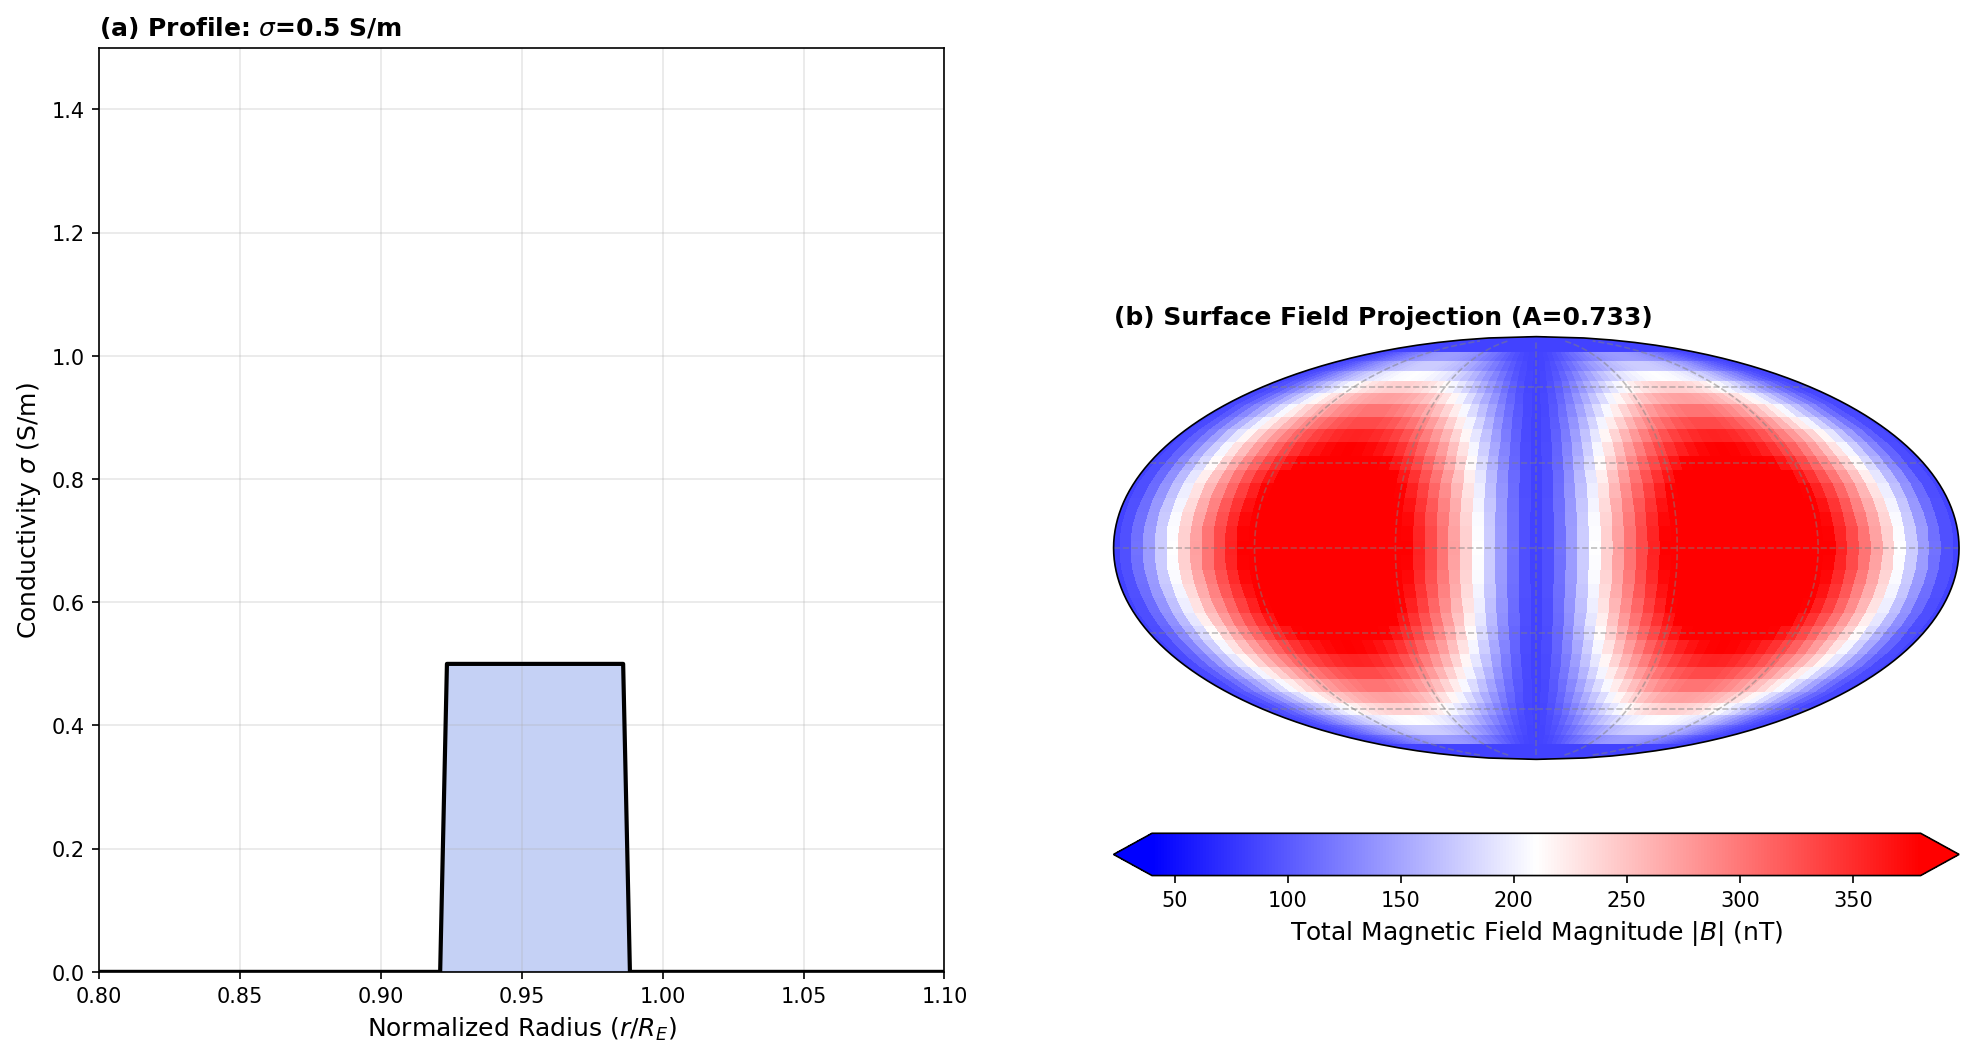 (a) Profile: σ=0.5 S/m
1.4
1.2
1.0
0.8
0.6
0.4
0.2
0.0
Conductivity σ (S/m)
0.80 0.85 0.90 0.95 1.00 1.05 1.10
Normalized Radius (r/R_E)
(b) Surface Field Projection (A=0.733)
50 100 150 200 250 300 350
Total Magnetic Field Magnitude |B| (nT)